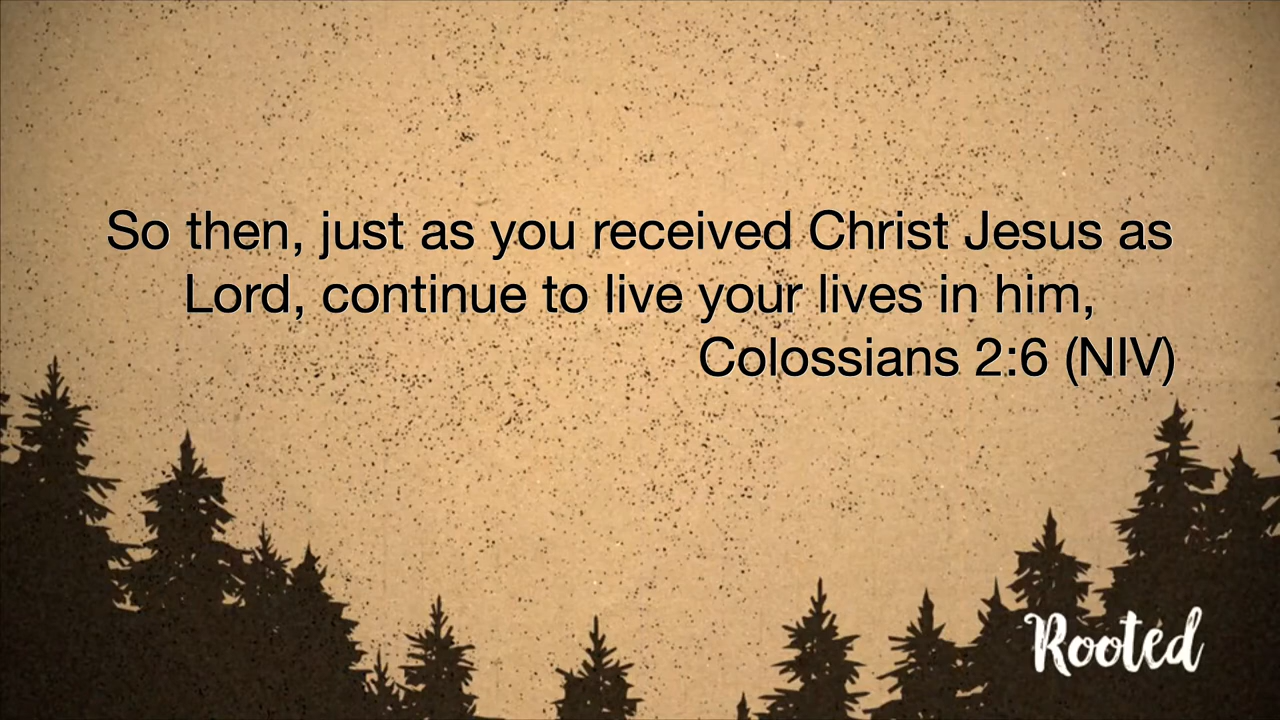 So then, just as you received Christ Jesus as
Lord, continue to live your lives in him,
Colossians 2:6 (NIV)
Rooted